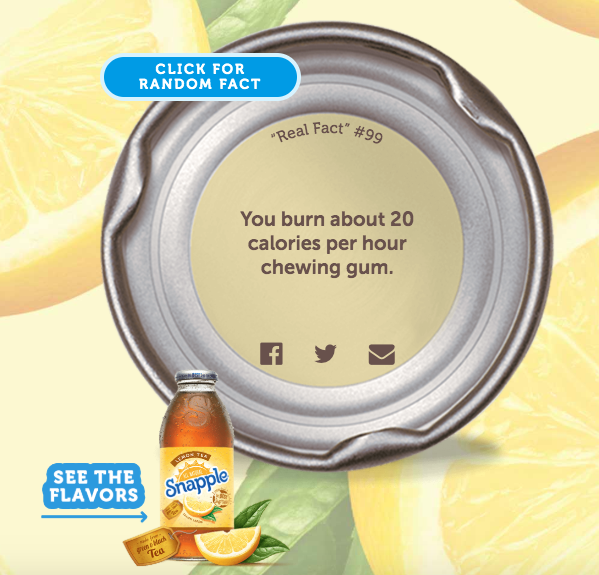 CLICK FOR
RANDOM FACT
"Real Fact" #99
You burn about 20
calories per hour
chewing gum.
SEE THE
FLAVORS
LEMON TEA
Snapple
Tea